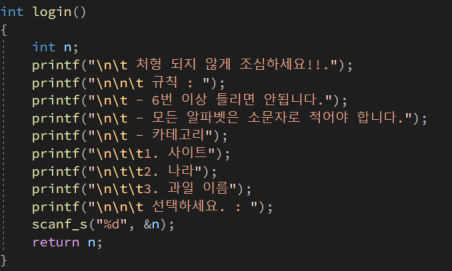 int login()
{
int n;
printf("\n\t 처형 되지 않게 조심하세요!!.");
printf("\n\n\t 규칙 : ");
printf("\n\t - 6번 이상 틀리면 안됩니다.");
printf("\n\t - 모든 알파벳은 소문자로 적어야 합니다.");
printf("\n\t - 카테고리");
printf("\n\t\t1. 사이트");
printf("\n\t\t2. 나라");
printf("\n\t\t3. 과일 이름");
printf("\n\n\t 선택하세요. : ");
scanf_s("%d", &n);
return n;
}